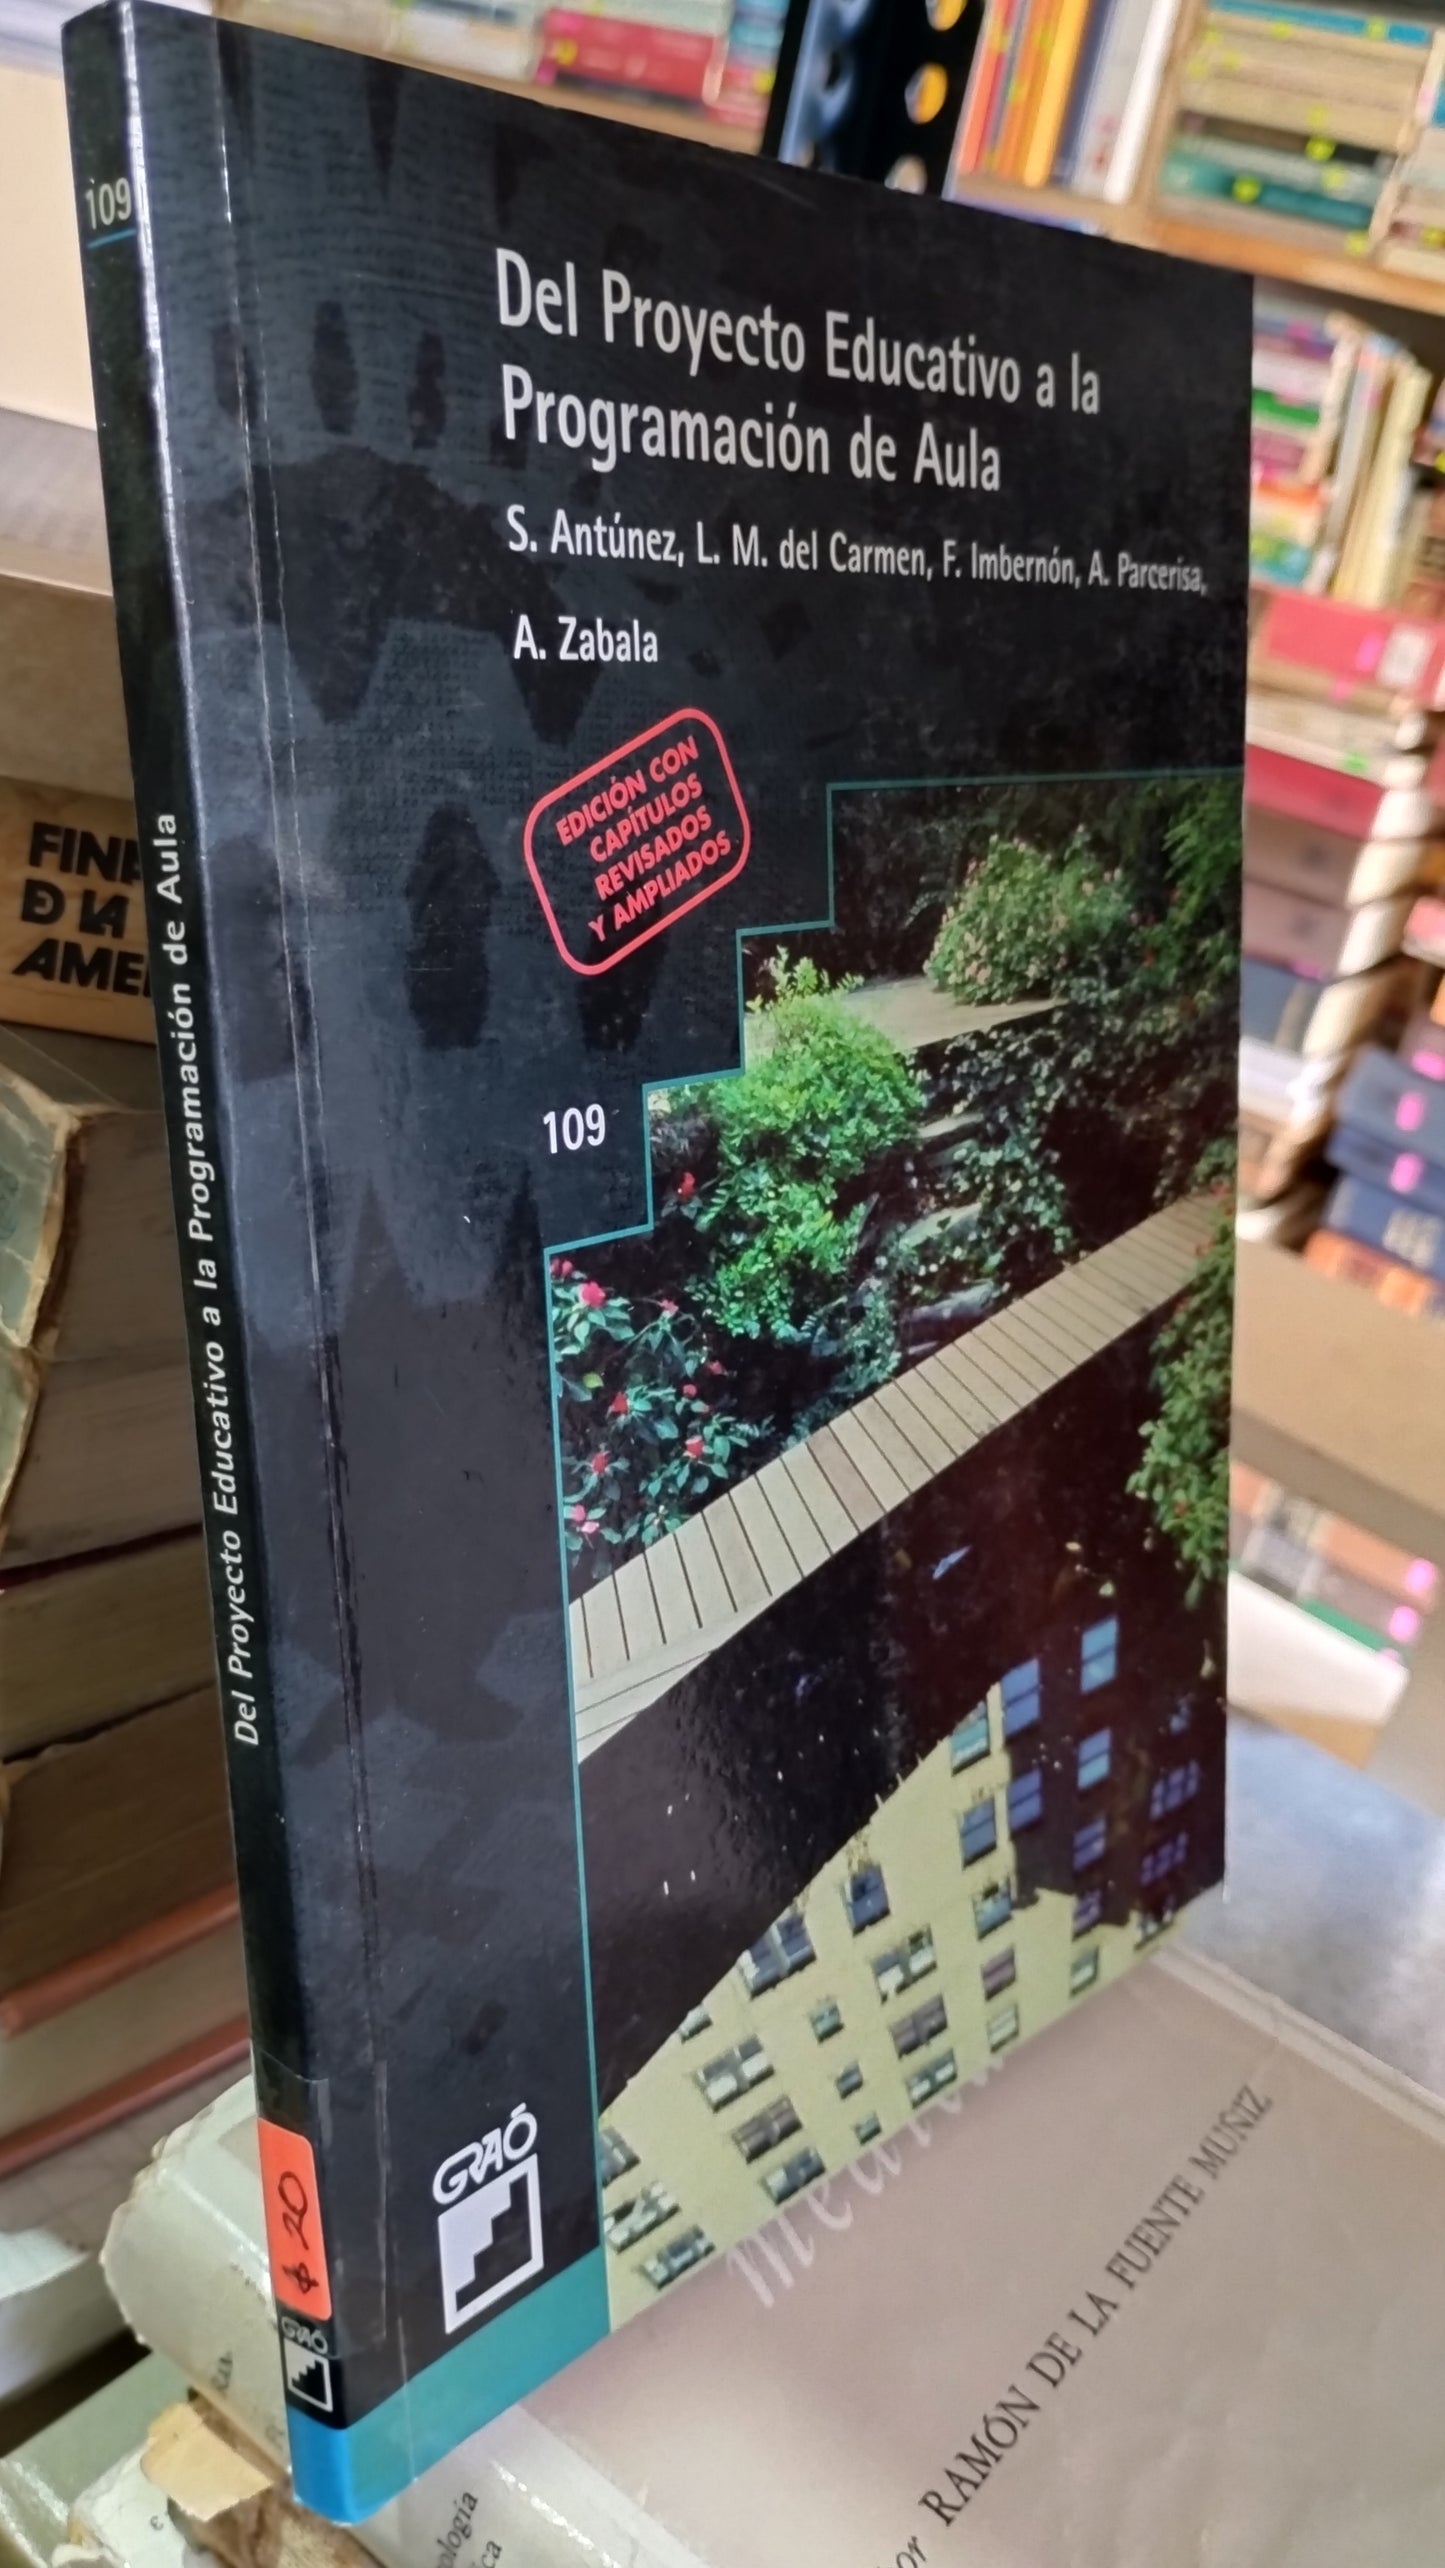 109
Del Proyecto Educativo a la Programación de Aula
$ 20
GRAÓ
Del Proyecto Educativo a la
Programación de Aula
S. Antúnez, L. M. del Carmen, F. Imbernón, A. Parcerisa,
A. Zabala
EDICIÓN CON
CAPÍTULOS
REVISADOS
Y AMPLIADOS
109
GRAÓ
RAMÓN DE LA FUENTE MUÑIZ